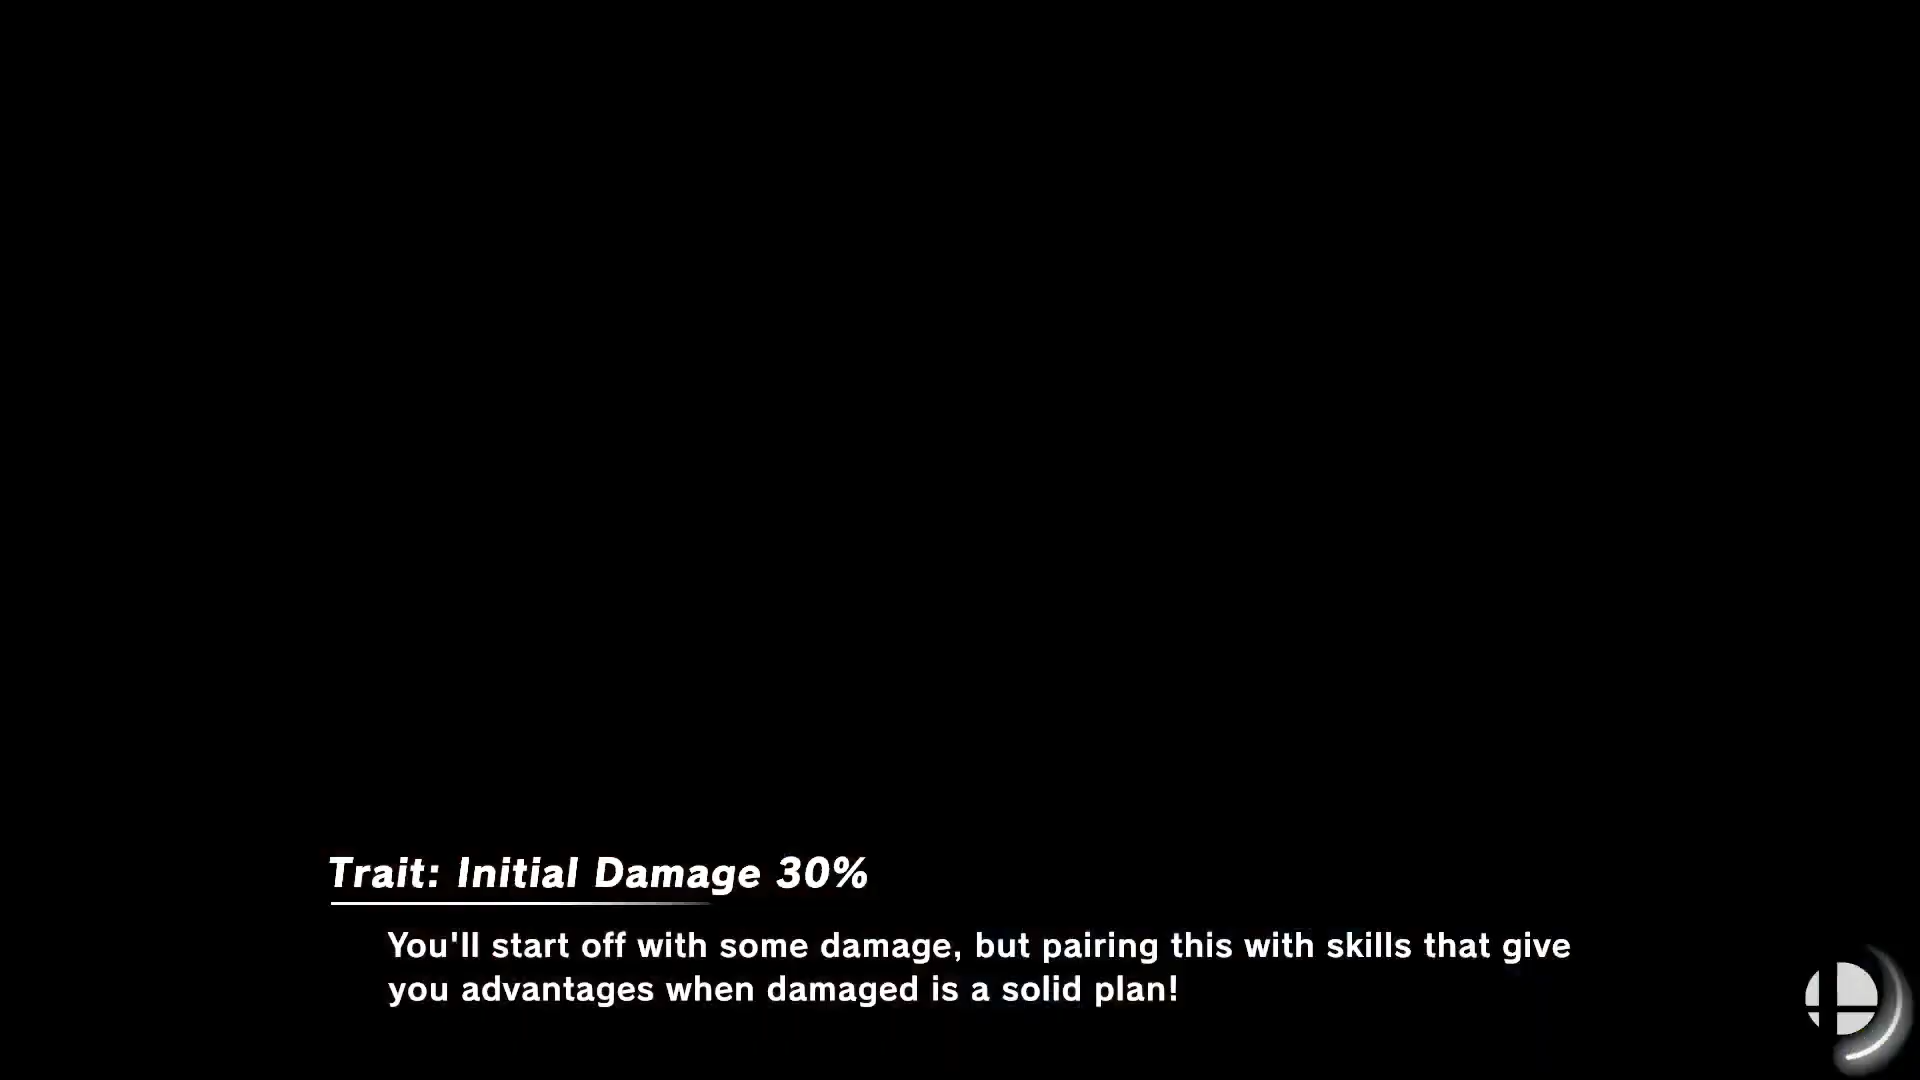 Trait: Initial Damage 30%
You'll start off with some damage, but pairing this with skills that give
you advantages when damaged is a solid plan!